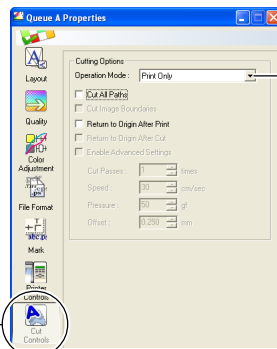 Queue A Properties
Layout
Quality
Color
Adjustment
File Format
abc.ps
Mark
Printer
Controls
Cut
Controls
Cutting Options
Operation Mode : Print Only
Cut All Paths
Cut Image Boundaries
Return to Origin After Print
Return to Origin After Cut
Enable Advanced Settings
Cut Passes : 1 times
Speed : 30 cm/sec
Pressure : 50 gf
Offset : 0.250 mm